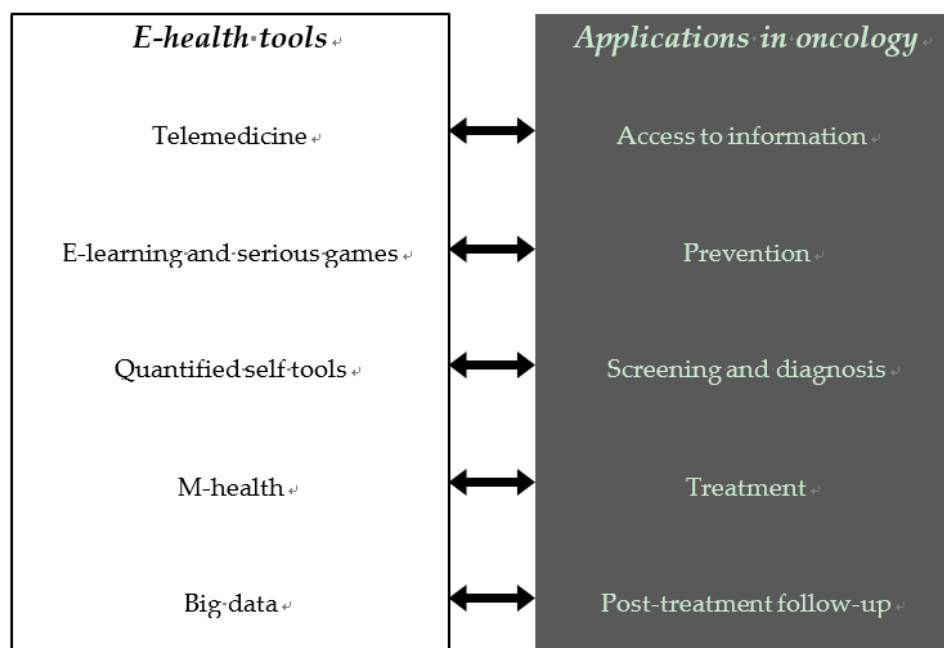 E-health tools
Applications in oncology
Telemedicine
Access to information
E-learning and serious games
Prevention
Quantified self tools
Screening and diagnosis
M-health
Treatment
Big data
Post-treatment follow-up